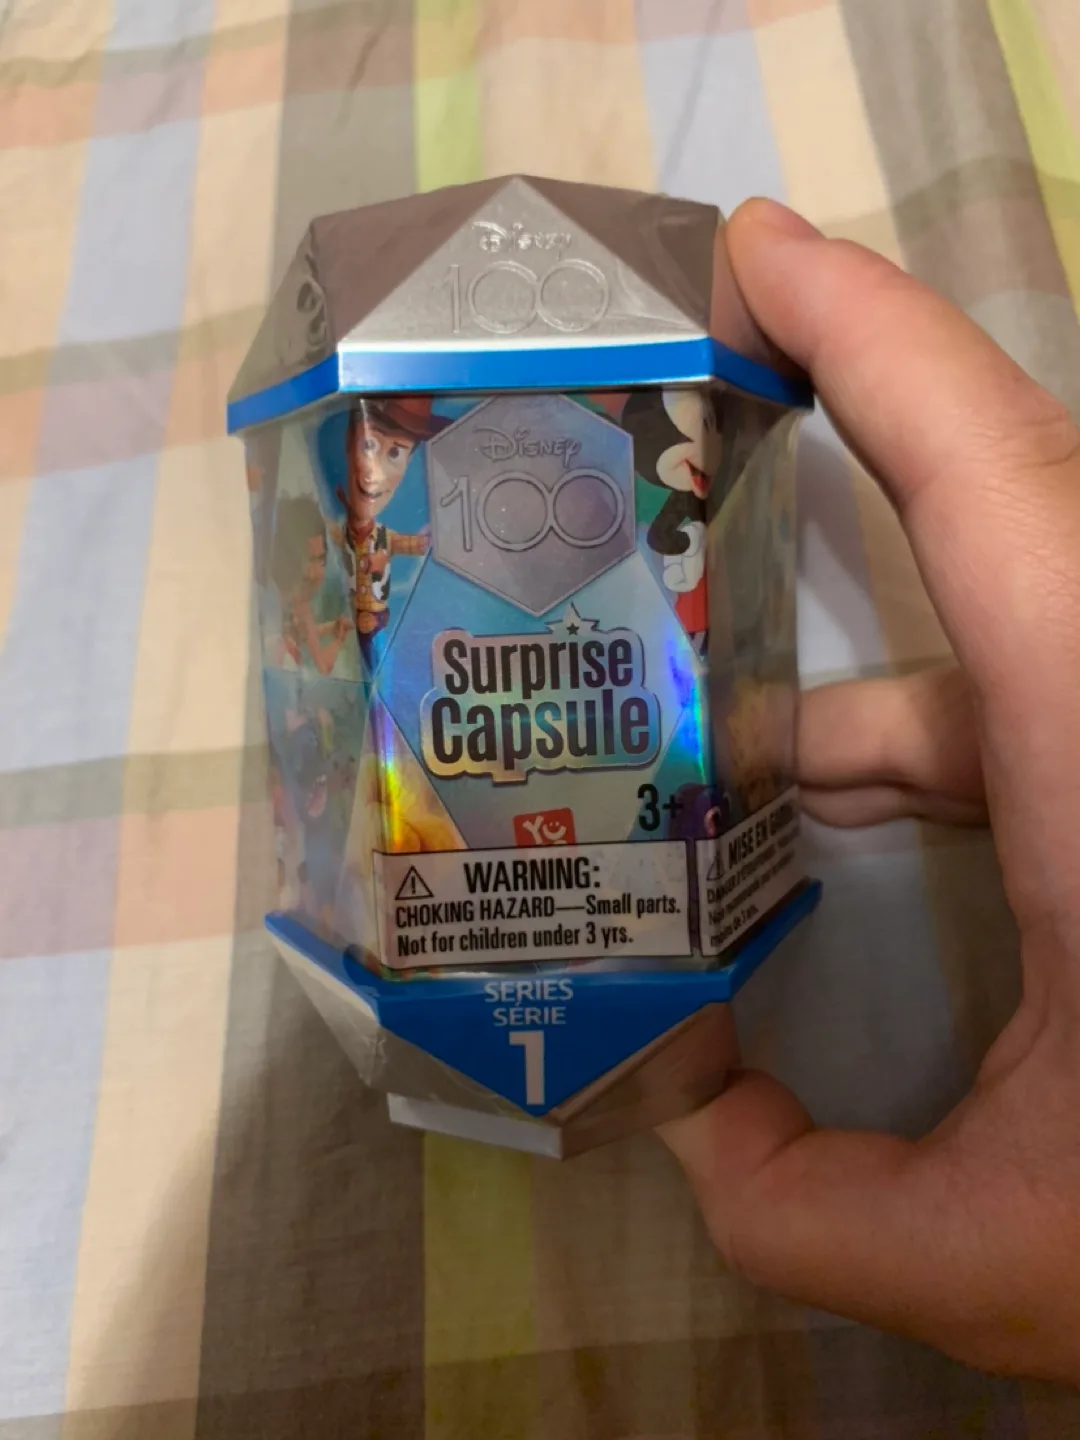 Disney
100
Disney
100
Surprise
Capsule
3+
YU
WARNING:
CHOKING HAZARD—Small parts.
Not for children under 3 yrs.
MISE EN
SERIES
SÉRIE
1